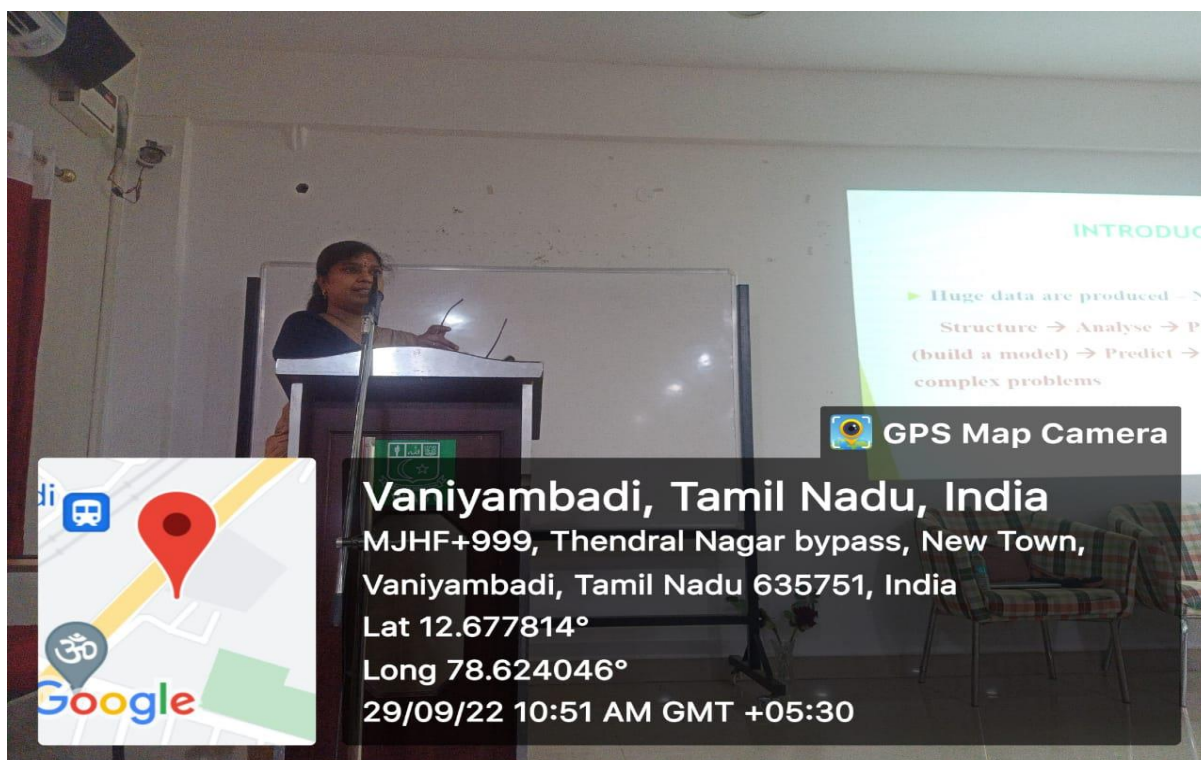 INTRODUC
Huge data are produced - N
Structure → Analyse → P
(build a model) → Predict →
complex problems
GPS Map Camera
di
Google
Vaniyambadi, Tamil Nadu, India
MJHF+999, Thendral Nagar bypass, New Town,
Vaniyambadi, Tamil Nadu 635751, India
Lat 12.677814°
Long 78.624046°
29/09/22 10:51 AM GMT +05:30